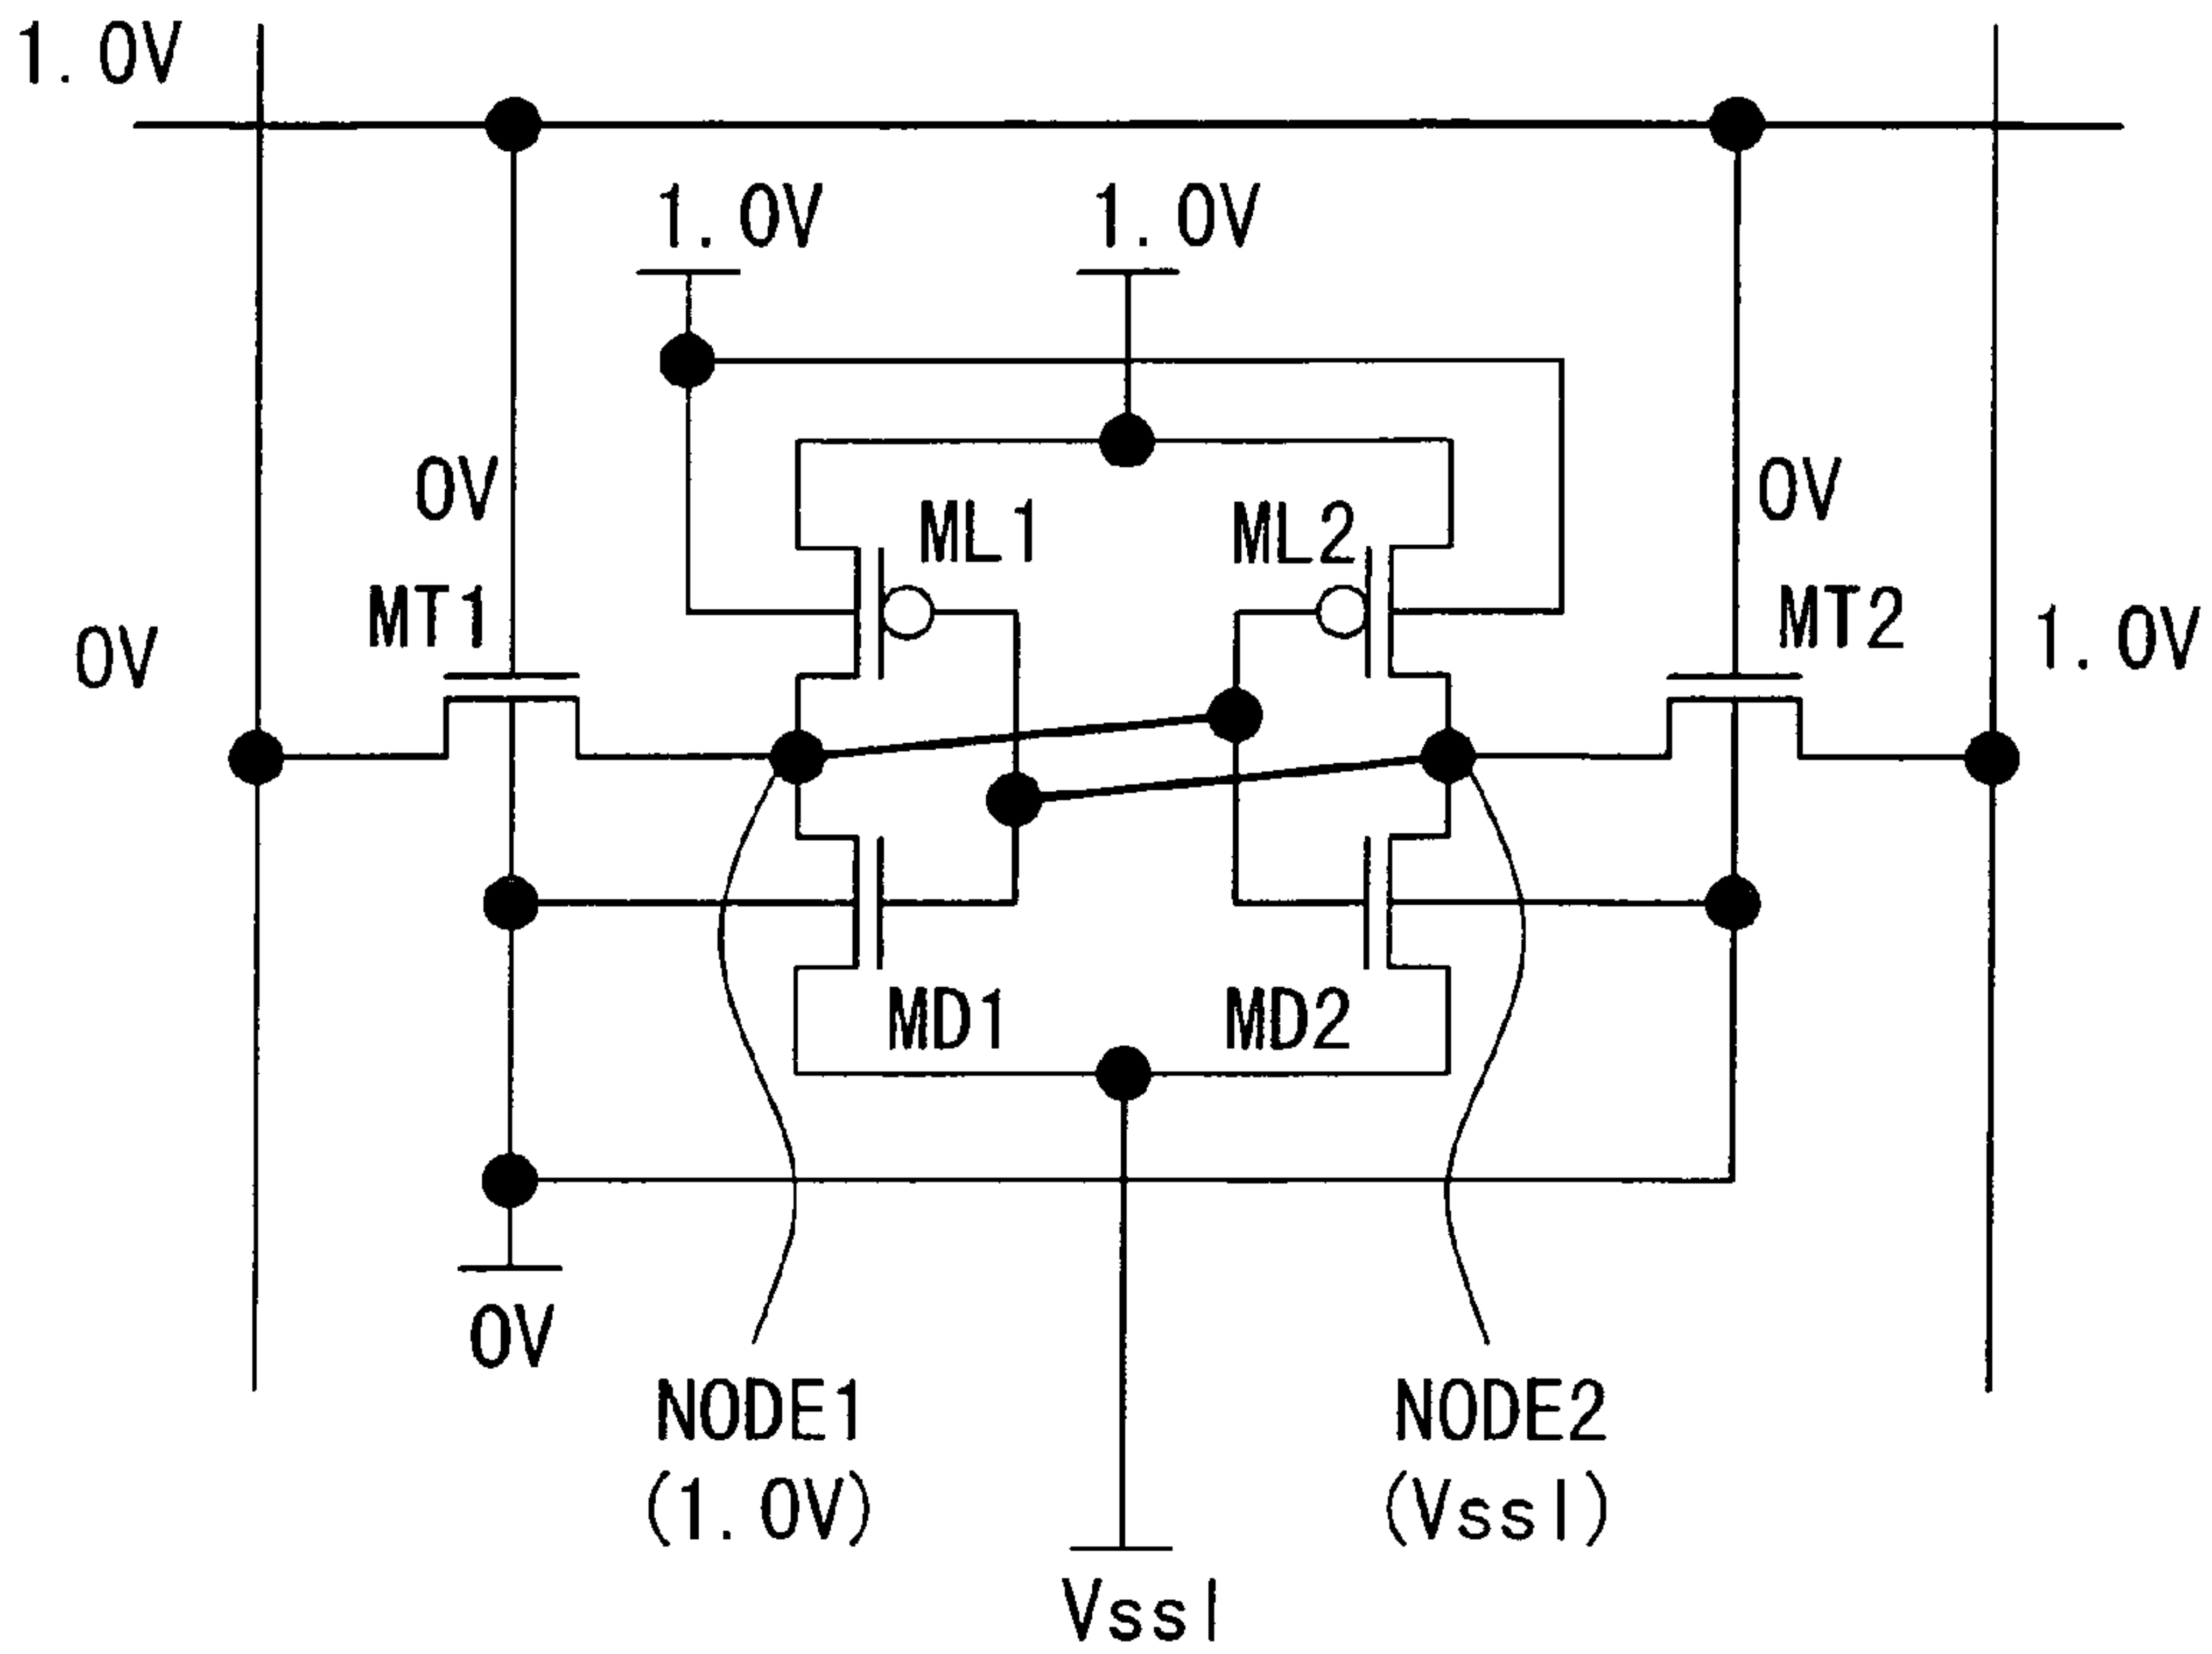 1.0V
1.0V
1.0V
0V
ML1
ML2
0V
MT1
MT2
0V
1.0V
MD1
MD2
0V
NODE1
(1.0V)
NODE2
(Vssl)
Vssl